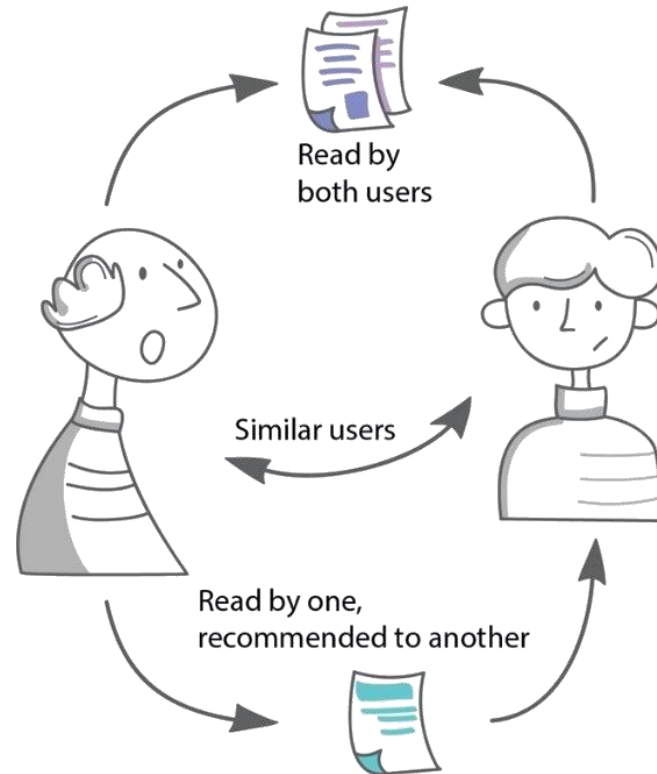 Read by
both users
Similar users
Read by one,
recommended to another